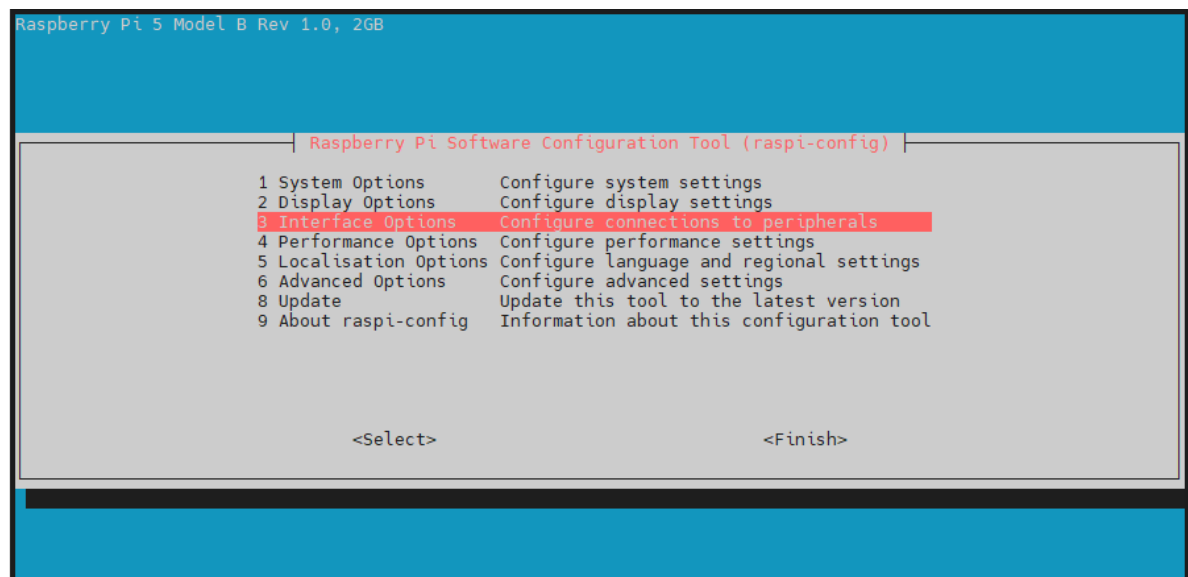 Raspberry Pi 5 Model B Rev 1.0, 2GB
Raspberry Pi Software Configuration Tool (raspi-config)
1 System Options Configure system settings
2 Display Options Configure display settings
3 Interface Options Configure connections to peripherals
4 Performance Options Configure performance settings
5 Localisation Options Configure language and regional settings
6 Advanced Options Configure advanced settings
8 Update Update this tool to the latest version
9 About raspi-config Information about this configuration tool
<Select> <Finish>